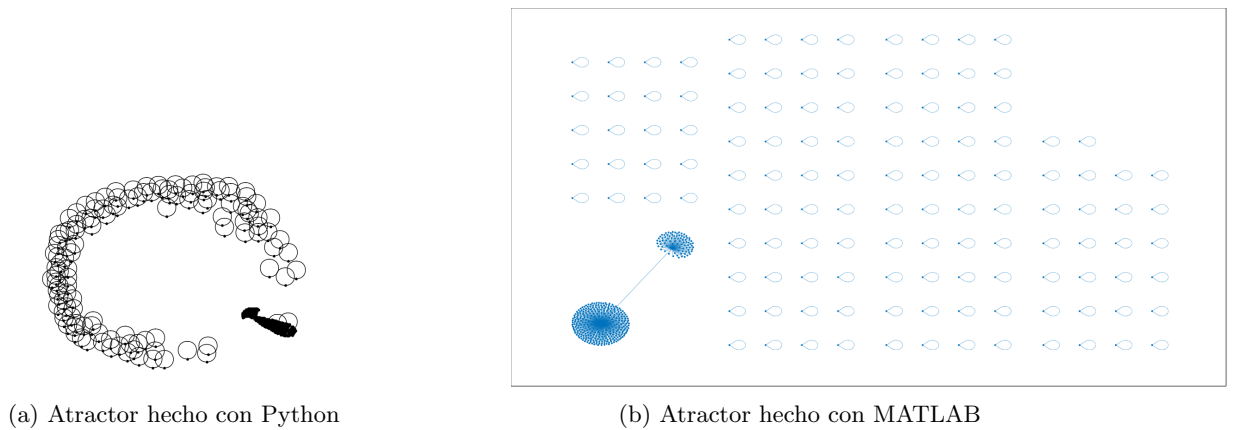 (a) Atractor hecho con Python
(b) Atractor hecho con MATLAB